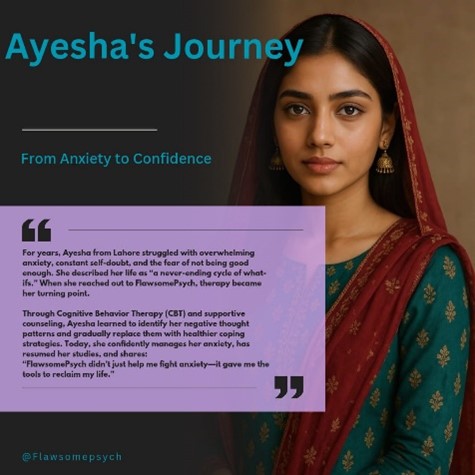 Ayesha's Journey
From Anxiety to Confidence
For years, Ayesha from Lahore struggled with overwhelming
anxiety, constant self-doubt, and the fear of not being good
enough. She described her life as “a never-ending cycle of what-
ifs.” When she reached out to FlawsomePsych, therapy became
her turning point.
Through Cognitive Behavior Therapy (CBT) and supportive
counseling, Ayesha learned to identify her negative thought
patterns and gradually replace them with healthier coping
strategies. Today, she confidently manages her anxiety, has
resumed her studies, and shares:
“FlawsomePsych didn’t just help me fight anxiety—it gave me the
tools to reclaim my life.”
@Flawsomepsych